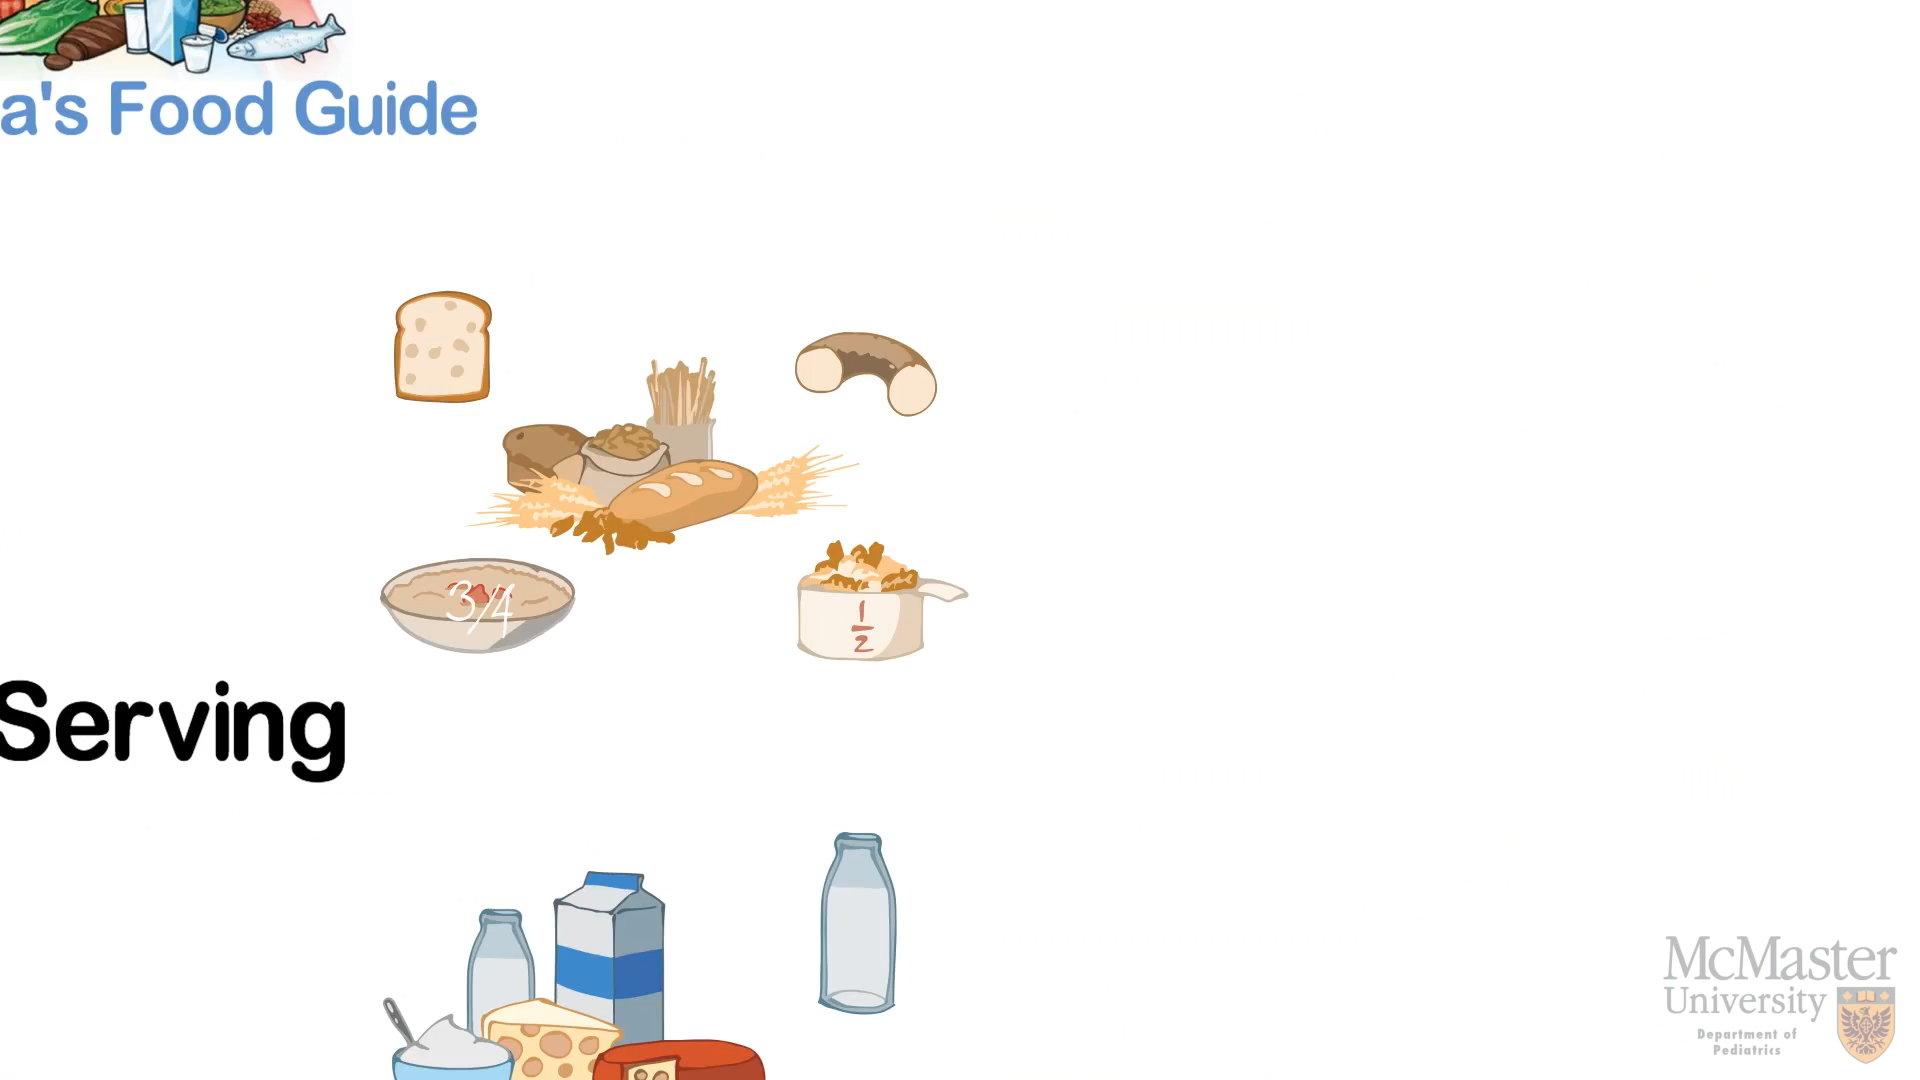 a's Food Guide
3/4
1
2
Serving
McMaster
University
Department of
Pediatrics